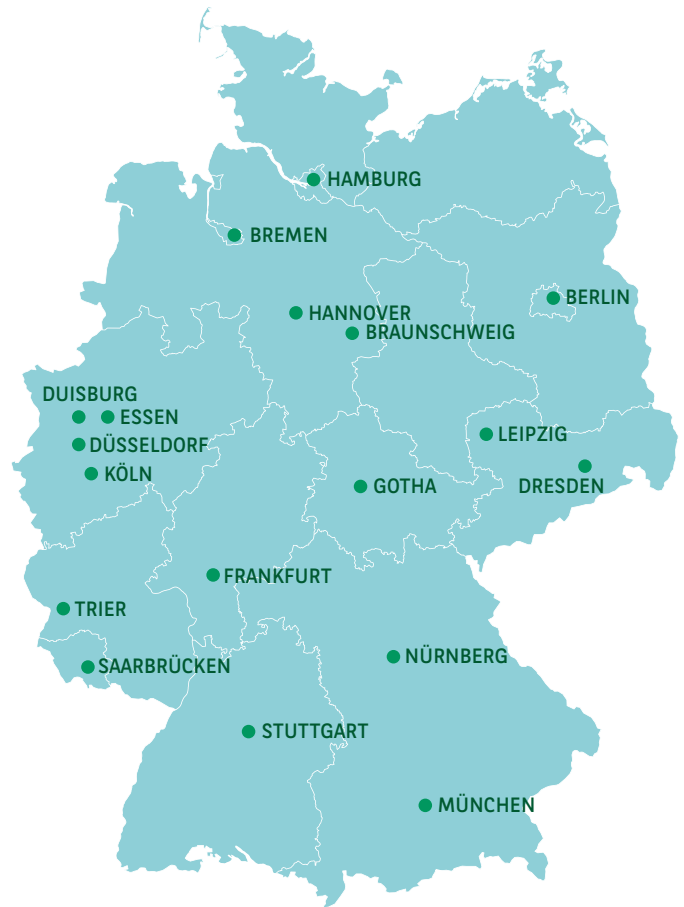 HAMBURG
BREMEN
BERLIN
HANNOVER
BRAUNSCHWEIG
DUISBURG
ESSEN
DÜSSELDORF
LEIPZIG
KÖLN
GOTHA
DRESDEN
FRANKFURT
TRIER
NÜRNBERG
SAARBRÜCKEN
STUTTGART
MÜNCHEN